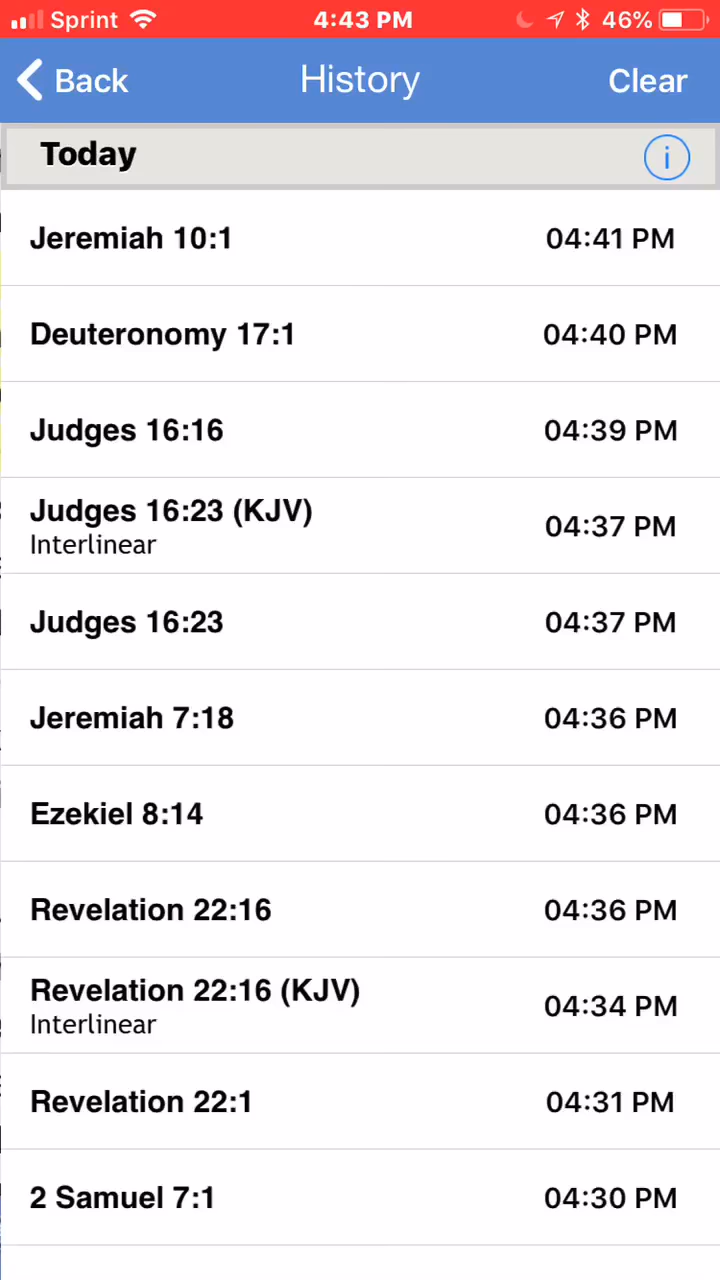 Sprint 4:43 PM 46%
Back History Clear
Today
Jeremiah 10:1 04:41 PM
Deuteronomy 17:1 04:40 PM
Judges 16:16 04:39 PM
Judges 16:23 (KJV) 04:37 PM
Interlinear
Judges 16:23 04:37 PM
Jeremiah 7:18 04:36 PM
Ezekiel 8:14 04:36 PM
Revelation 22:16 04:36 PM
Revelation 22:16 (KJV) 04:34 PM
Interlinear
Revelation 22:1 04:31 PM
2 Samuel 7:1 04:30 PM